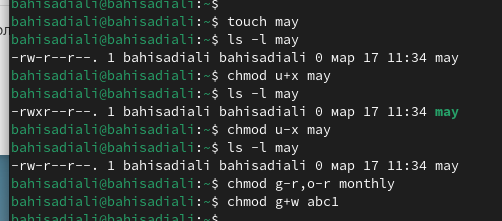 bahisadiali@bahisadiali:~$
bahisadiali@bahisadiali:~$ touch may
bahisadiali@bahisadiali:~$ ls -l may
-rw-r--r--. 1 bahisadiali bahisadiali 0 мар 17 11:34 may
bahisadiali@bahisadiali:~$ chmod u+x may
bahisadiali@bahisadiali:~$ ls -l may
-rwxr--r--. 1 bahisadiali bahisadiali 0 мар 17 11:34 may
bahisadiali@bahisadiali:~$ chmod u-x may
bahisadiali@bahisadiali:~$ ls -l may
-rw-r--r--. 1 bahisadiali bahisadiali 0 мар 17 11:34 may
bahisadiali@bahisadiali:~$ chmod g-r,o-r monthly
bahisadiali@bahisadiali:~$ chmod g+w abc1
bahisadiali@bahisadiali:~$